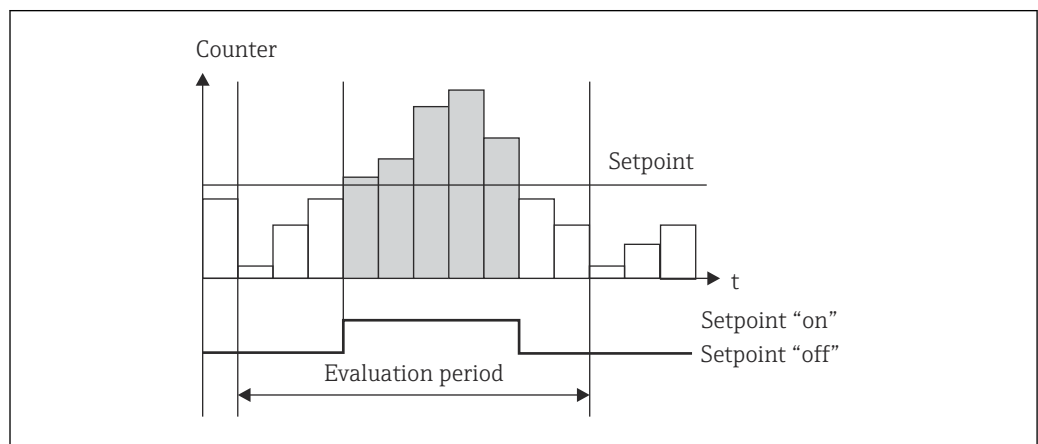 Counter
Setpoint
t
Setpoint “on”
Setpoint “off”
Evaluation period